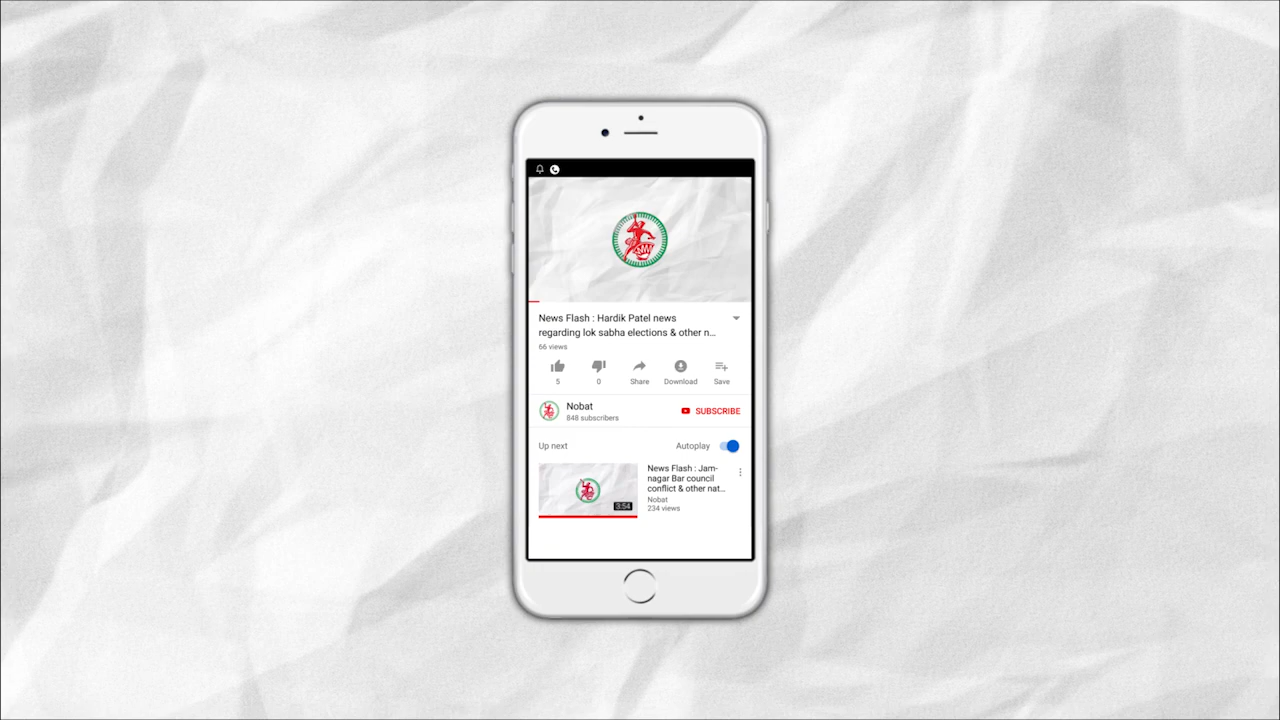 News Flash : Hardik Patel news
regarding lok sabha elections & other n...
66 views
5
0
Share
Download
Save
Nobat
848 subscribers
SUBSCRIBE
Up next
Autoplay
News Flash : Jam-
nagar Bar council
conflict & other nat...
Nobat
234 views
3:54